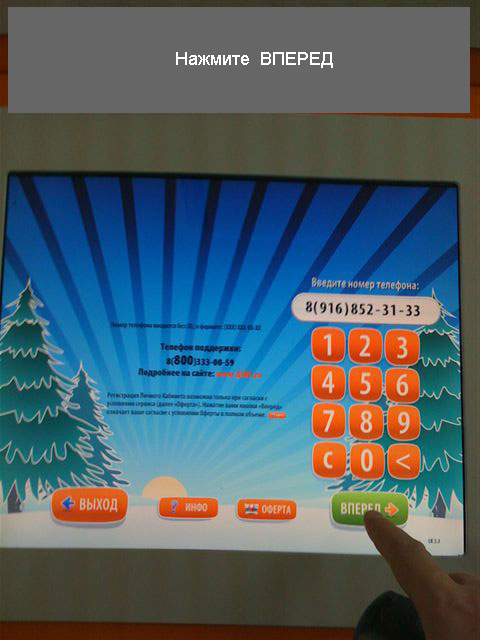 Нажмите ВПЕРЕД
Введите номер телефона:
8(916)852-31-33
Номер телефона вводится без (8), в формате: (XXX) XXX XX XX
Телефон поддержки:
8(800)333-00-59
Подробнее на сайте:
Регистрация Личного Кабинета возможна только при согласии с
условиями сервиса (далее «Оферта»). Нажатие вами кнопки «Вперед»
означает ваше согласие с условиями Оферты в полном объеме.
1 2 3
4 5 6
7 8 9
С 0 <
ВЫХОД
ИНФО
ОФЕРТА
ВПЕРЕД